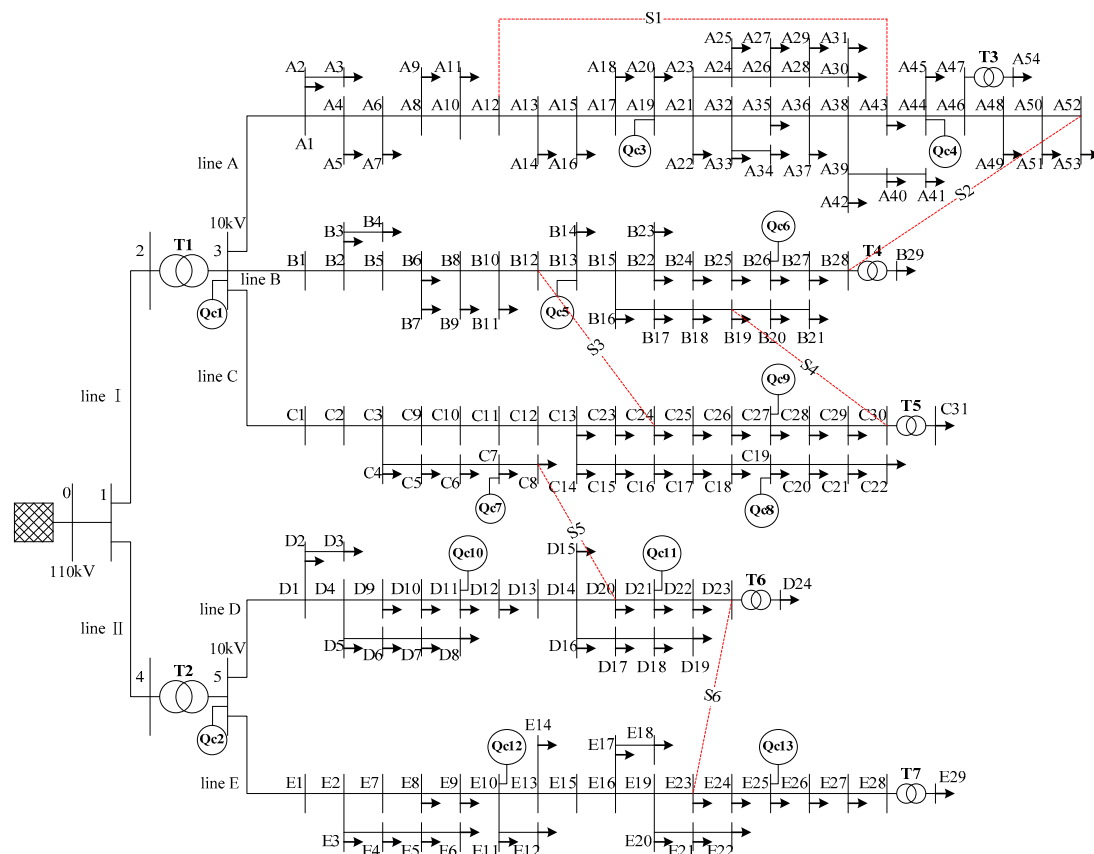 S1
A25 A27 A29 A31
A2 A3 A9 A11 A18 A20 A23 A24 A26 A28 A30 A45 A47 T3 A54
A4 A6 A8 A10 A12 A13 A15 A17 A19 A21 A32 A35 A36 A38 A43 A44 A46 A48 A50 A52
A1 Qc3 Qc4
A5 A7 A14 A16 A22 A33 A34 A37 A39 A49 A51 A53
line A
A42 A40 A41
S2
10kV
2 T1 3
B3 B4 B14 B23 Qc6 T4 B29
line B B1 B2 B5 B6 B8 B10 B12 B13 B15 B22 B24 B25 B26 B27 B28
Qc1 B7 B9 B11 Qc5 B16 B17 B18 B19 B20 B21
S3 S4
line C
line Ⅰ
Qc9
C1 C2 C3 C9 C10 C11 C12 C13 C23 C24 C25 C26 C27 C28 C29 C30 T5 C31
C4 C5 C6 C7 C8 C14 C15 C16 C17 C18 C19 C20 C21 C22
Qc7 Qc8
0 1
110kV
S5
D2 D3 Qc10 D15 Qc11
D1 D4 D9 D10 D11 D12 D13 D14 D20 D21 D22 D23 T6 D24
line D
D5 D6 D7 D8 D16 D17 D18 D19
line Ⅱ
10kV
4 T2 5
S6
Qc2
E14 E17 E18
Qc12 Qc13
line E E1 E2 E7 E8 E9 E10 E13 E15 E16 E19 E23 E24 E25 E26 E27 E28 T7 E29
E3 E4 E5 E6 E11 E12 E20 E21 E22